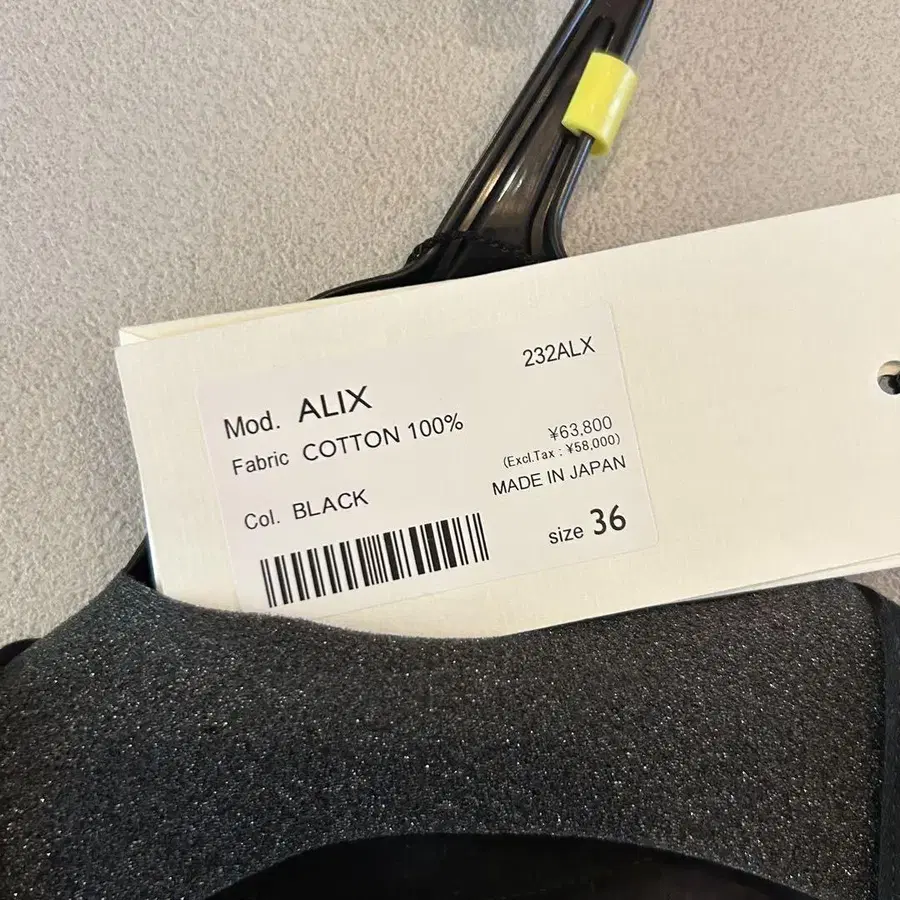 232ALX
Mod. ALIX
Fabric COTTON 100%
¥63,800
(Excl.Tax : ¥58,000)
Col. BLACK
MADE IN JAPAN
size 36